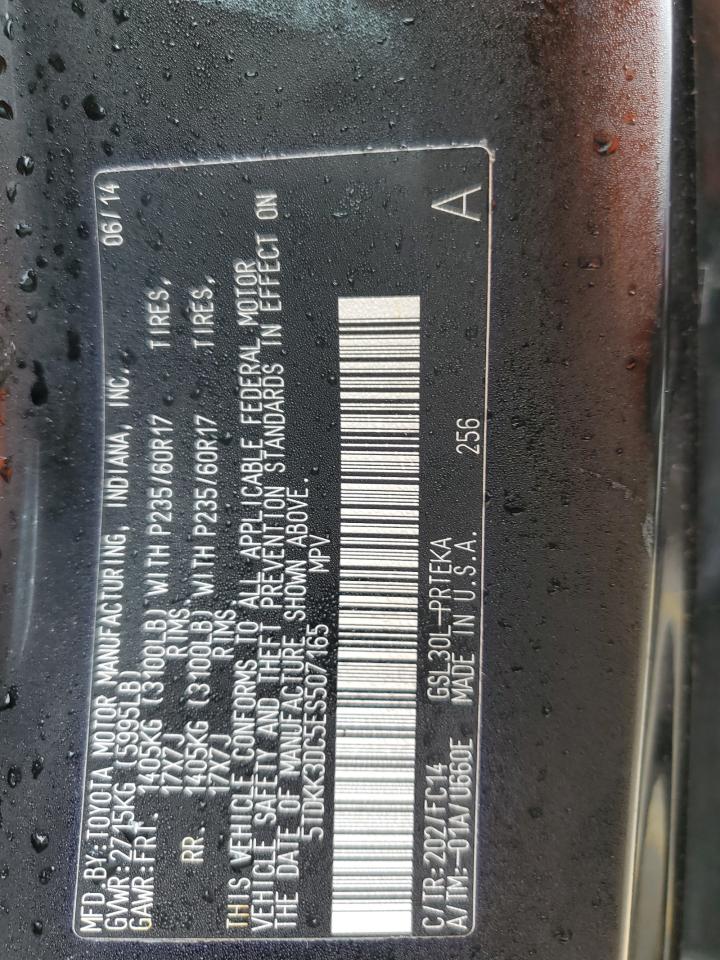 MFD BY:TOYOTA MOTOR MANUFACTURING, INDIANA, INC. 06/14
GVWR:2715KG (5995LB)
GAWR:FRT. 1405KG (3100LB) WITH P235/60R17 TIRES,
17X7J RIMS.
RR. 1405KG (3100LB) WITH P235/60R17 TIRES,
17X7J RIMS.
THIS VEHICLE CONFORMS TO ALL APPLICABLE FEDERAL MOTOR
VEHICLE SAFETY AND THEFT PREVENTION STANDARDS IN EFFECT ON
THE DATE OF MANUFACTURE SHOWN ABOVE.
5TDKK3DC5ES507165 MPV
C/TR:202/FC14 GSL30L-PRTEKA A
A/TM:-01A/U660E MADE IN U.S.A. 256